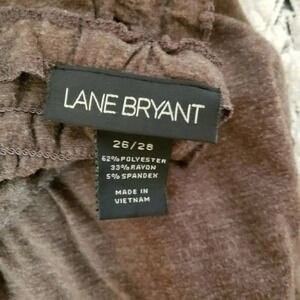 LANE BRYANT
26/28
62% POLYESTER
33% RAYON
5% SPANDEX
MADE IN
VIETNAM